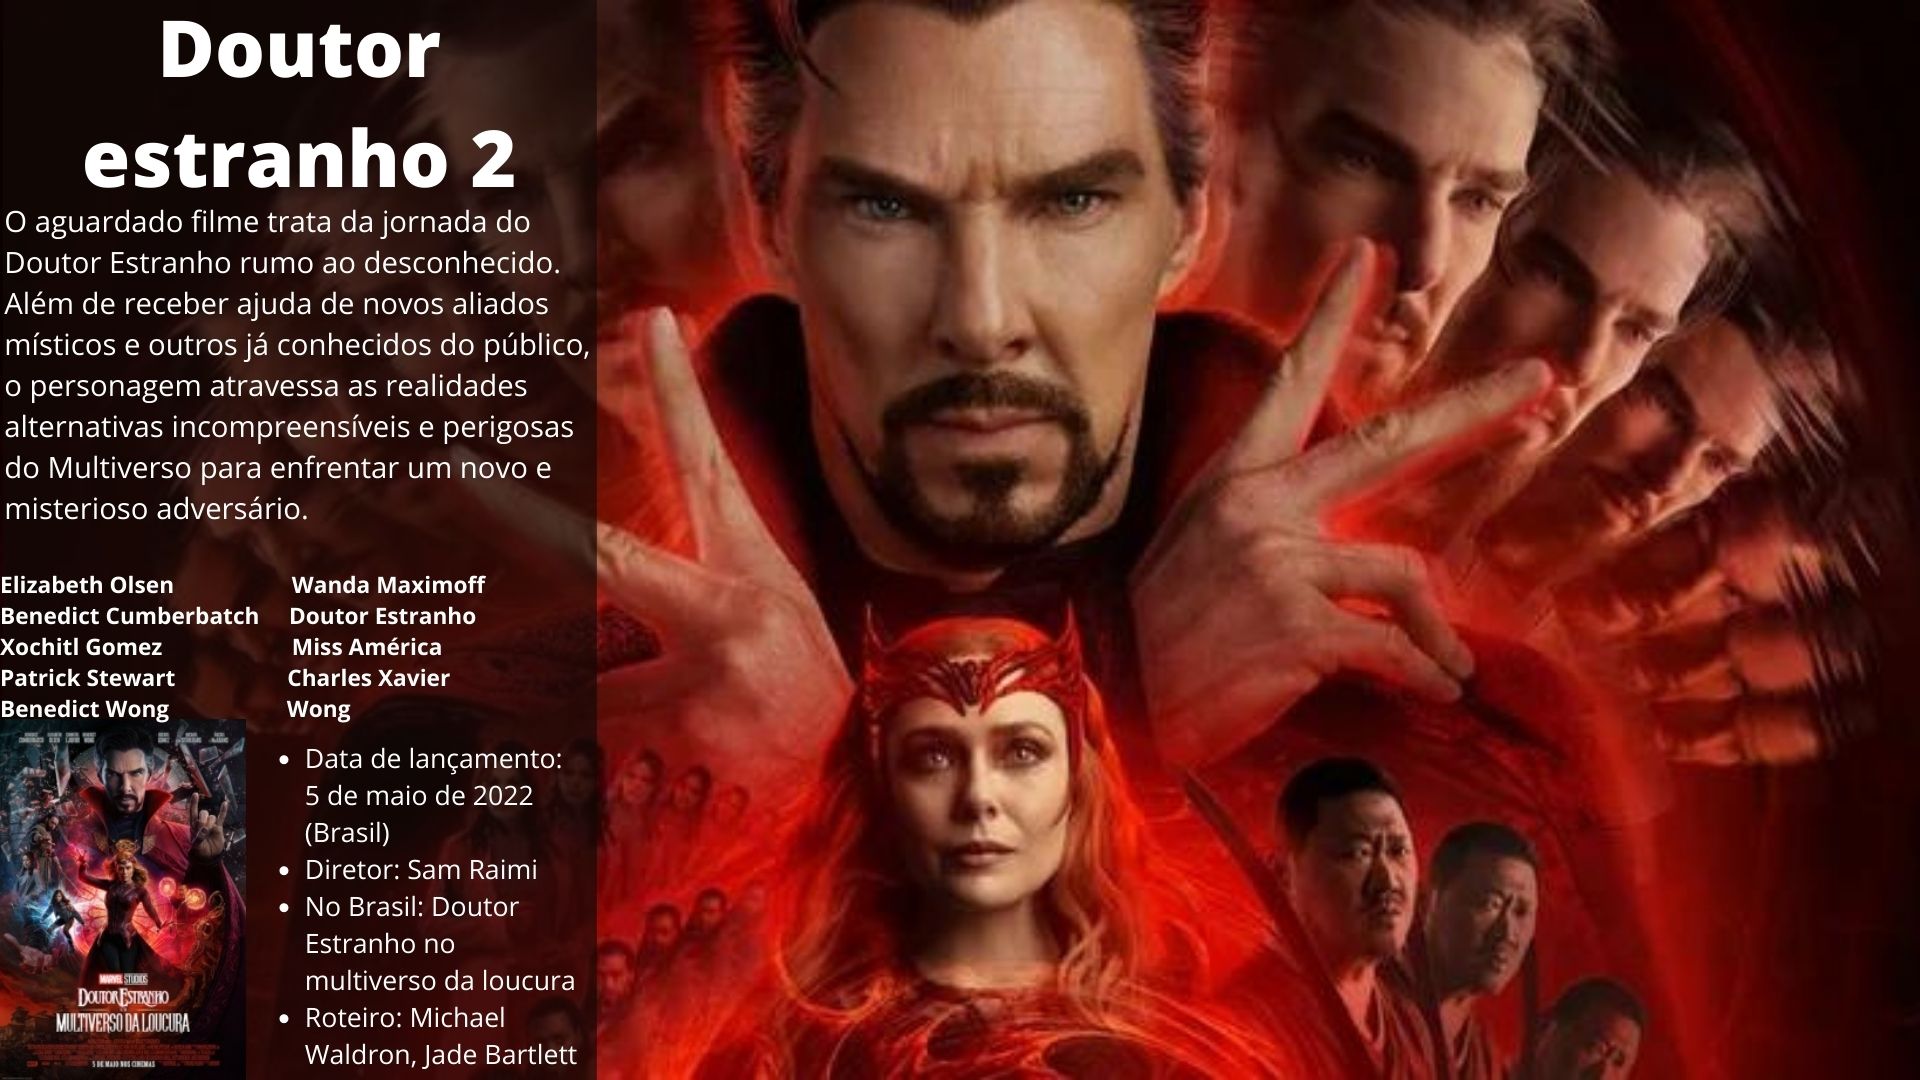 Doutor
estranho 2
O aguardado filme trata da jornada do
Doutor Estranho rumo ao desconhecido.
Além de receber ajuda de novos aliados
místicos e outros já conhecidos do público,
o personagem atravessa as realidades
alternativas incompreensíveis e perigosas
do Multiverso para enfrentar um novo e
misterioso adversário.
Elizabeth Olsen Wanda Maximoff
Benedict Cumberbatch Doutor Estranho
Xochitl Gomez Miss América
Patrick Stewart Charles Xavier
Benedict Wong Wong
• Data de lançamento:
5 de maio de 2022
(Brasil)
• Diretor: Sam Raimi
• No Brasil: Doutor
Estranho no
multiverso da loucura
• Roteiro: Michael
Waldron, Jade Bartlett
MARVEL STUDIOS
DOUTOR ESTRANHO
MULTIVERSO DA LOUCURA
5 DE MAIO NOS CINEMAS